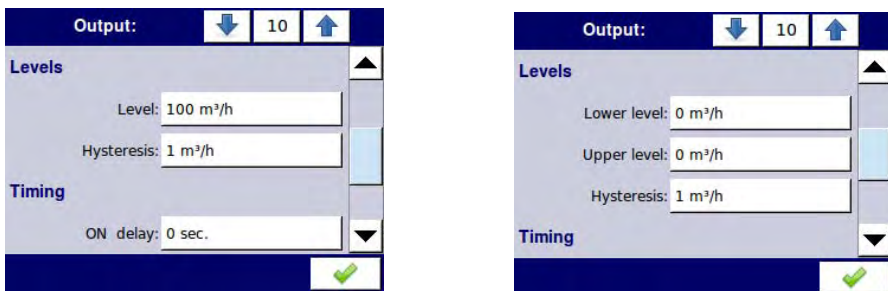 Output: 10
Levels
Level: 100 m³/h
Hysteresis: 1 m³/h
Timing
ON delay: 0 sec.
Output: 10
Levels
Lower level: 0 m³/h
Upper level: 0 m³/h
Hysteresis: 1 m³/h
Timing